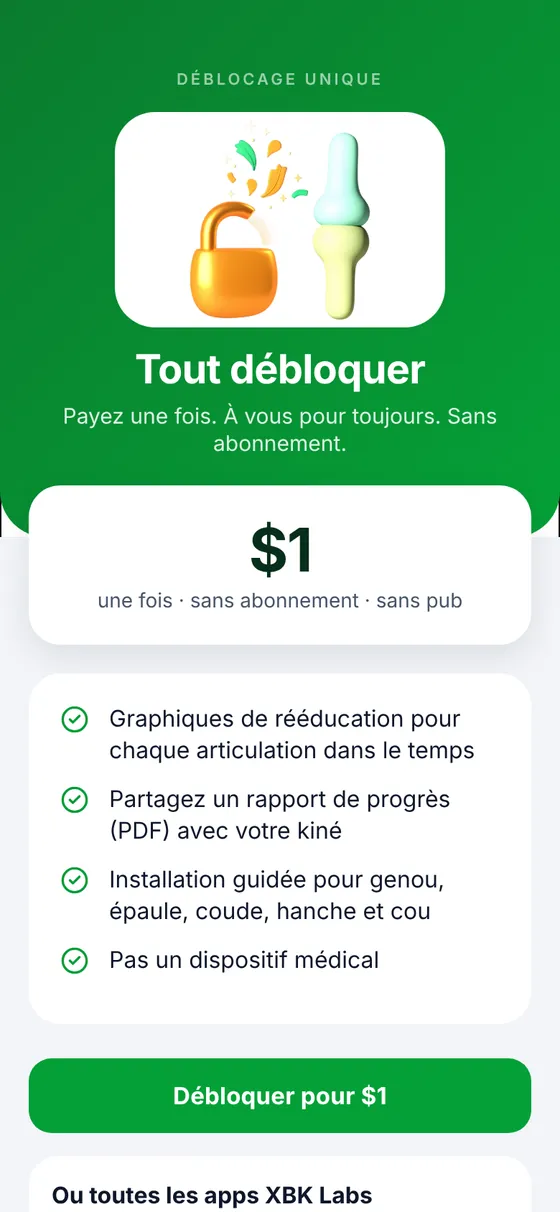 DÉBLOCAGE UNIQUE
Tout débloquer
Payez une fois. À vous pour toujours. Sans
abonnement.
$1
une fois · sans abonnement · sans pub
Graphiques de rééducation pour
chaque articulation dans le temps
Partagez un rapport de progrès
(PDF) avec votre kiné
Installation guidée pour genou,
épaule, coude, hanche et cou
Pas un dispositif médical
Débloquer pour $1
Ou toutes les apps XBK Labs